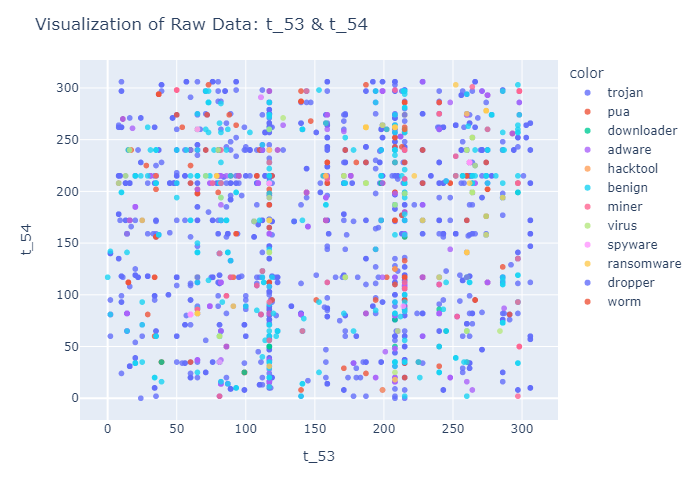 Visualization of Raw Data: t_53 & t_54
color
trojan
pua
downloader
adware
hacktool
benign
miner
virus
spyware
ransomware
dropper
worm
300
250
200
150
100
50
0
t_54
0 50 100 150 200 250 300
t_53